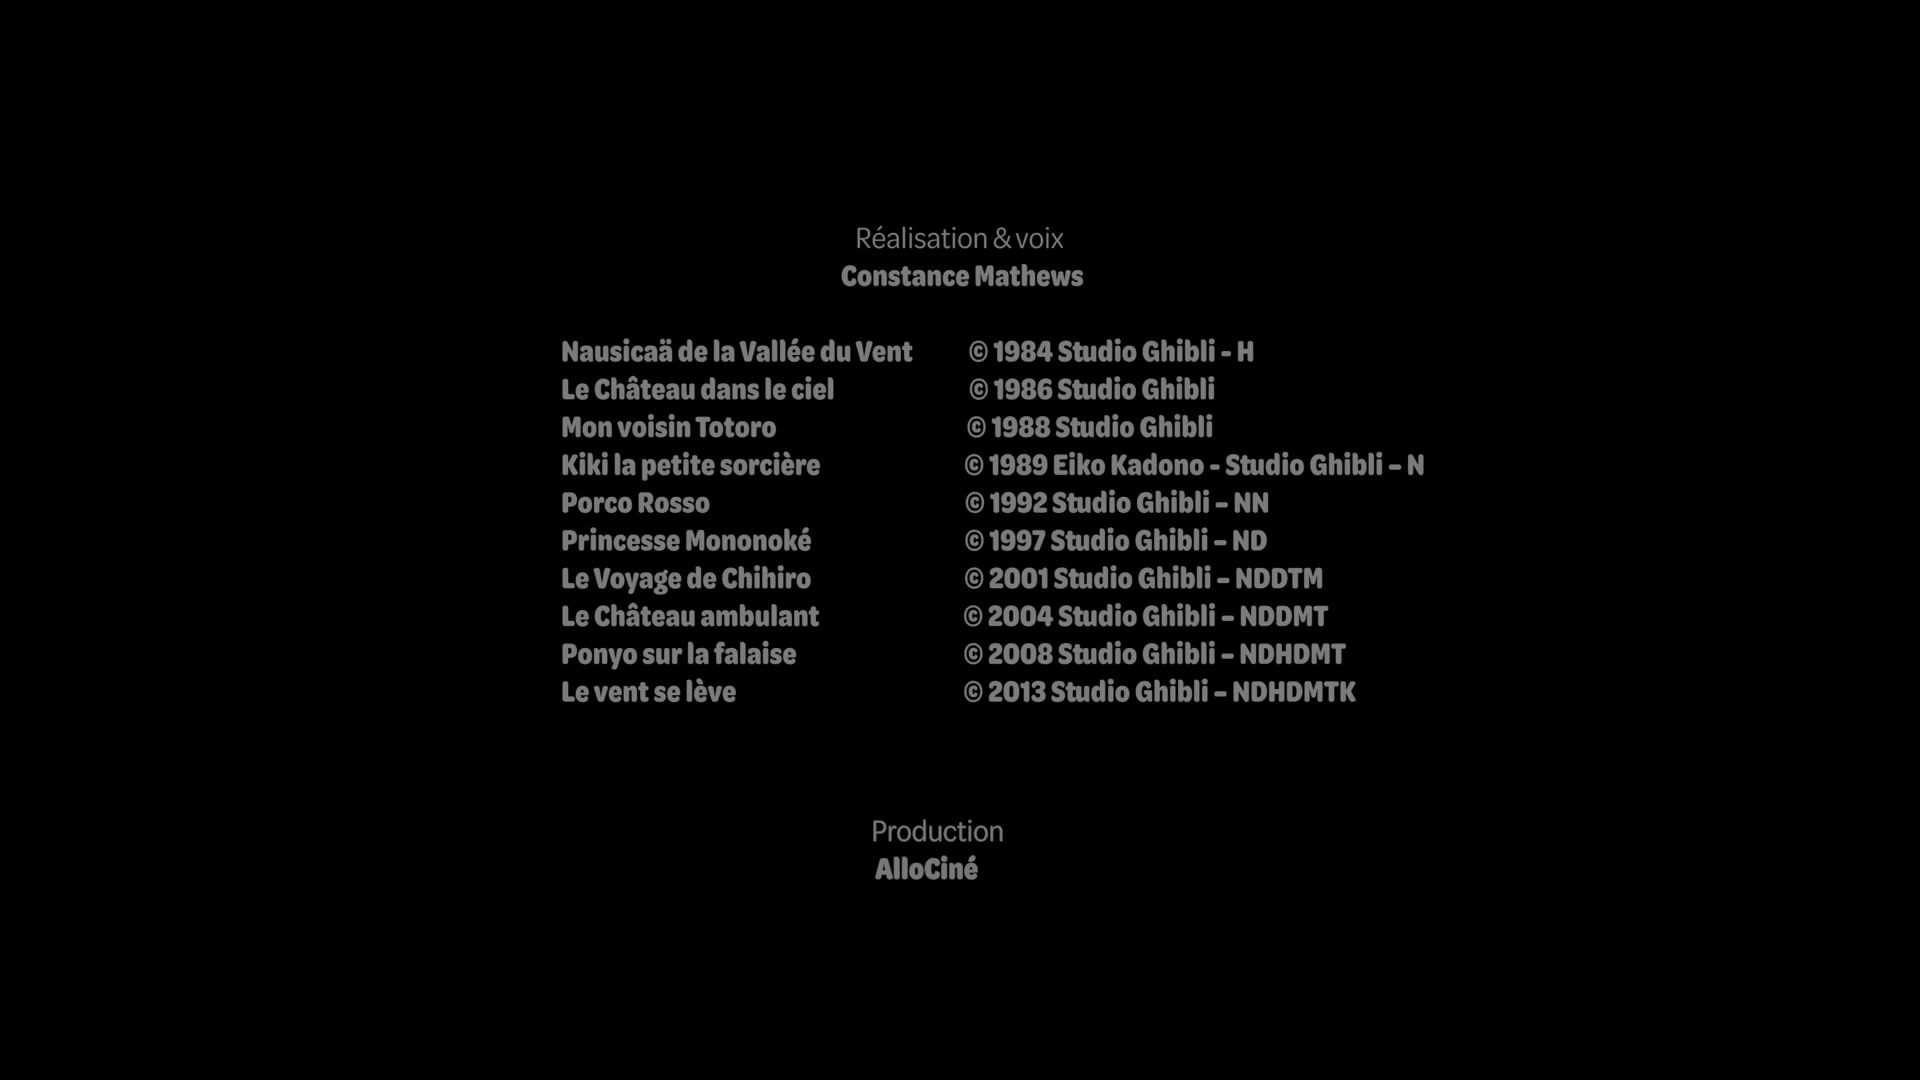 Réalisation & voix
Constance Mathews
Nausicaä de la Vallée du Vent © 1984 Studio Ghibli - H
Le Château dans le ciel © 1986 Studio Ghibli
Mon voisin Totoro © 1988 Studio Ghibli
Kiki la petite sorcière © 1989 Eiko Kadono - Studio Ghibli – N
Porco Rosso © 1992 Studio Ghibli – NN
Princesse Mononoké © 1997 Studio Ghibli – ND
Le Voyage de Chihiro © 2001 Studio Ghibli – NDDTM
Le Château ambulant © 2004 Studio Ghibli – NDDMT
Ponyo sur la falaise © 2008 Studio Ghibli – NDHDMT
Le vent se lève © 2013 Studio Ghibli – NDHDMTK
Production
AlloCiné